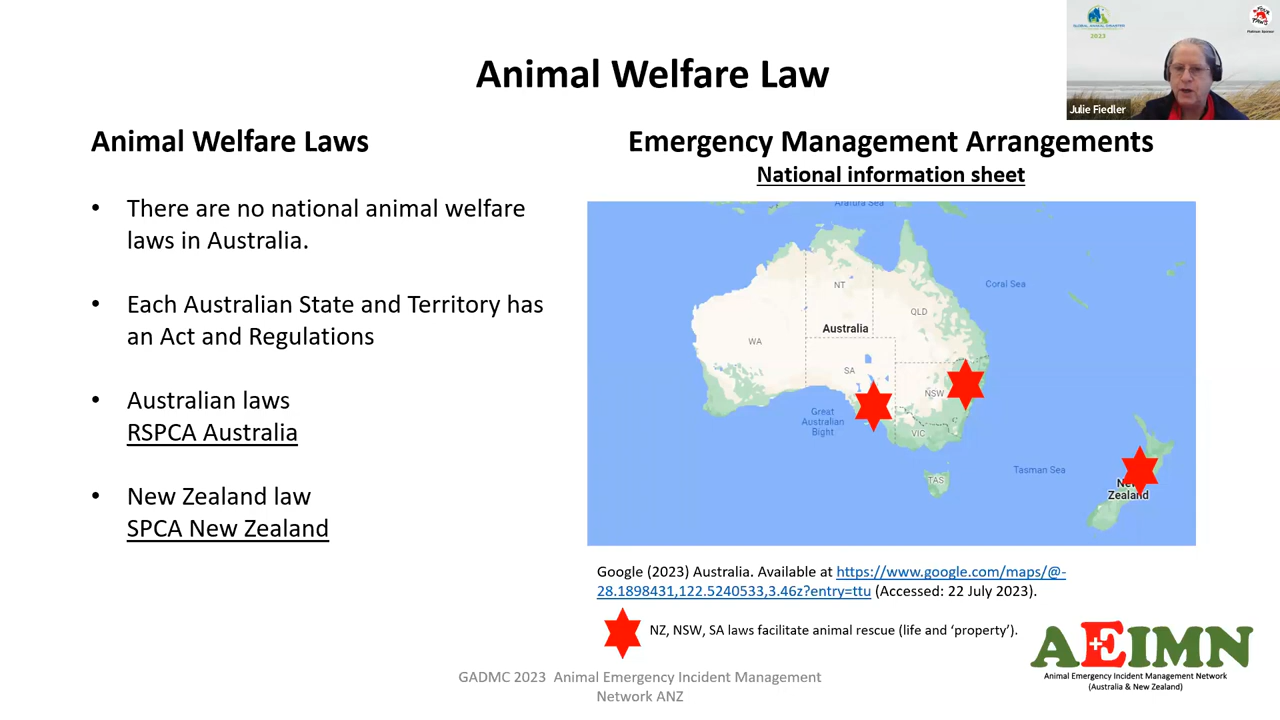 Animal Welfare Law
GLOBAL ANIMAL DISASTER
2023
Julie Fiedler
Animal Welfare Laws
• There are no national animal welfare
laws in Australia.
• Each Australian State and Territory has
an Act and Regulations
• Australian laws
RSPCA Australia
• New Zealand law
SPCA New Zealand
Emergency Management Arrangements
National information sheet
Arafura Sea
NT
Coral Sea
QLD
Australia
WA
SA
NSW
Great
Australian
Bight
VIC
Tasman Sea
TAS
New
Zealand
Google (2023) Australia. Available at https://www.google.com/maps/@-
28.1898431,122.5240533,3.46z?entry=ttu (Accessed: 22 July 2023).
NZ, NSW, SA laws facilitate animal rescue (life and ‘property’).
AEIMN
Animal Emergency Incident Management Network
(Australia & New Zealand)
GADMC 2023 Animal Emergency Incident Management
Network ANZ